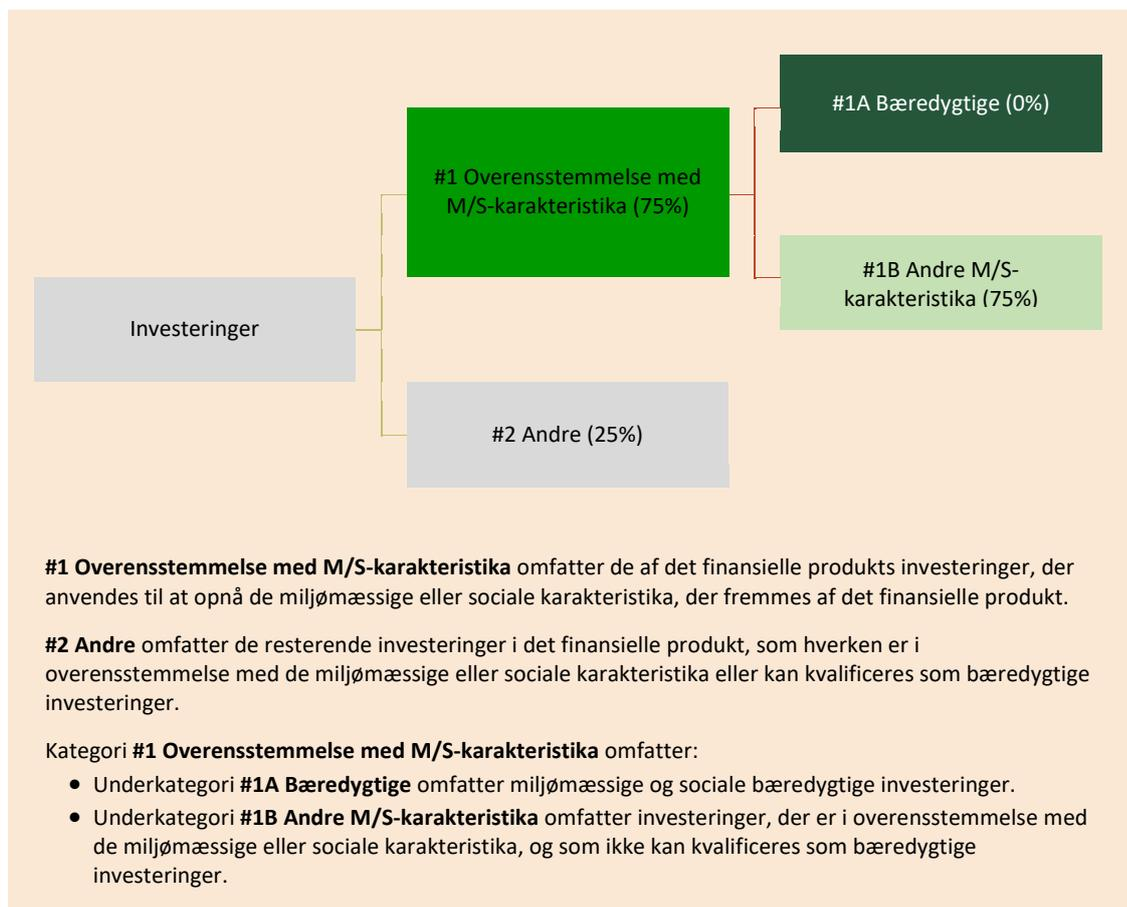 #1A Bæredygtige (0%)
#1 Overensstemmelse med
M/S-karakteristika (75%)
#1B Andre M/S-
karakteristika (75%)
Investeringer
#2 Andre (25%)
#1 Overensstemmelse med M/S-karakteristika omfatter de af det finansielle produkts investeringer, der
anvendes til at opnå de miljømæssige eller sociale karakteristika, der fremmes af det finansielle produkt.
#2 Andre omfatter de resterende investeringer i det finansielle produkt, som hverken er i
overensstemmelse med de miljømæssige eller sociale karakteristika eller kan kvalificeres som bæredygtige
investeringer.
Kategori #1 Overensstemmelse med M/S-karakteristika omfatter:
• Underkategori #1A Bæredygtige omfatter miljømæssige og sociale bæredygtige investeringer.
• Underkategori #1B Andre M/S-karakteristika omfatter investeringer, der er i overensstemmelse med
de miljømæssige eller sociale karakteristika, og som ikke kan kvalificeres som bæredygtige
investeringer.